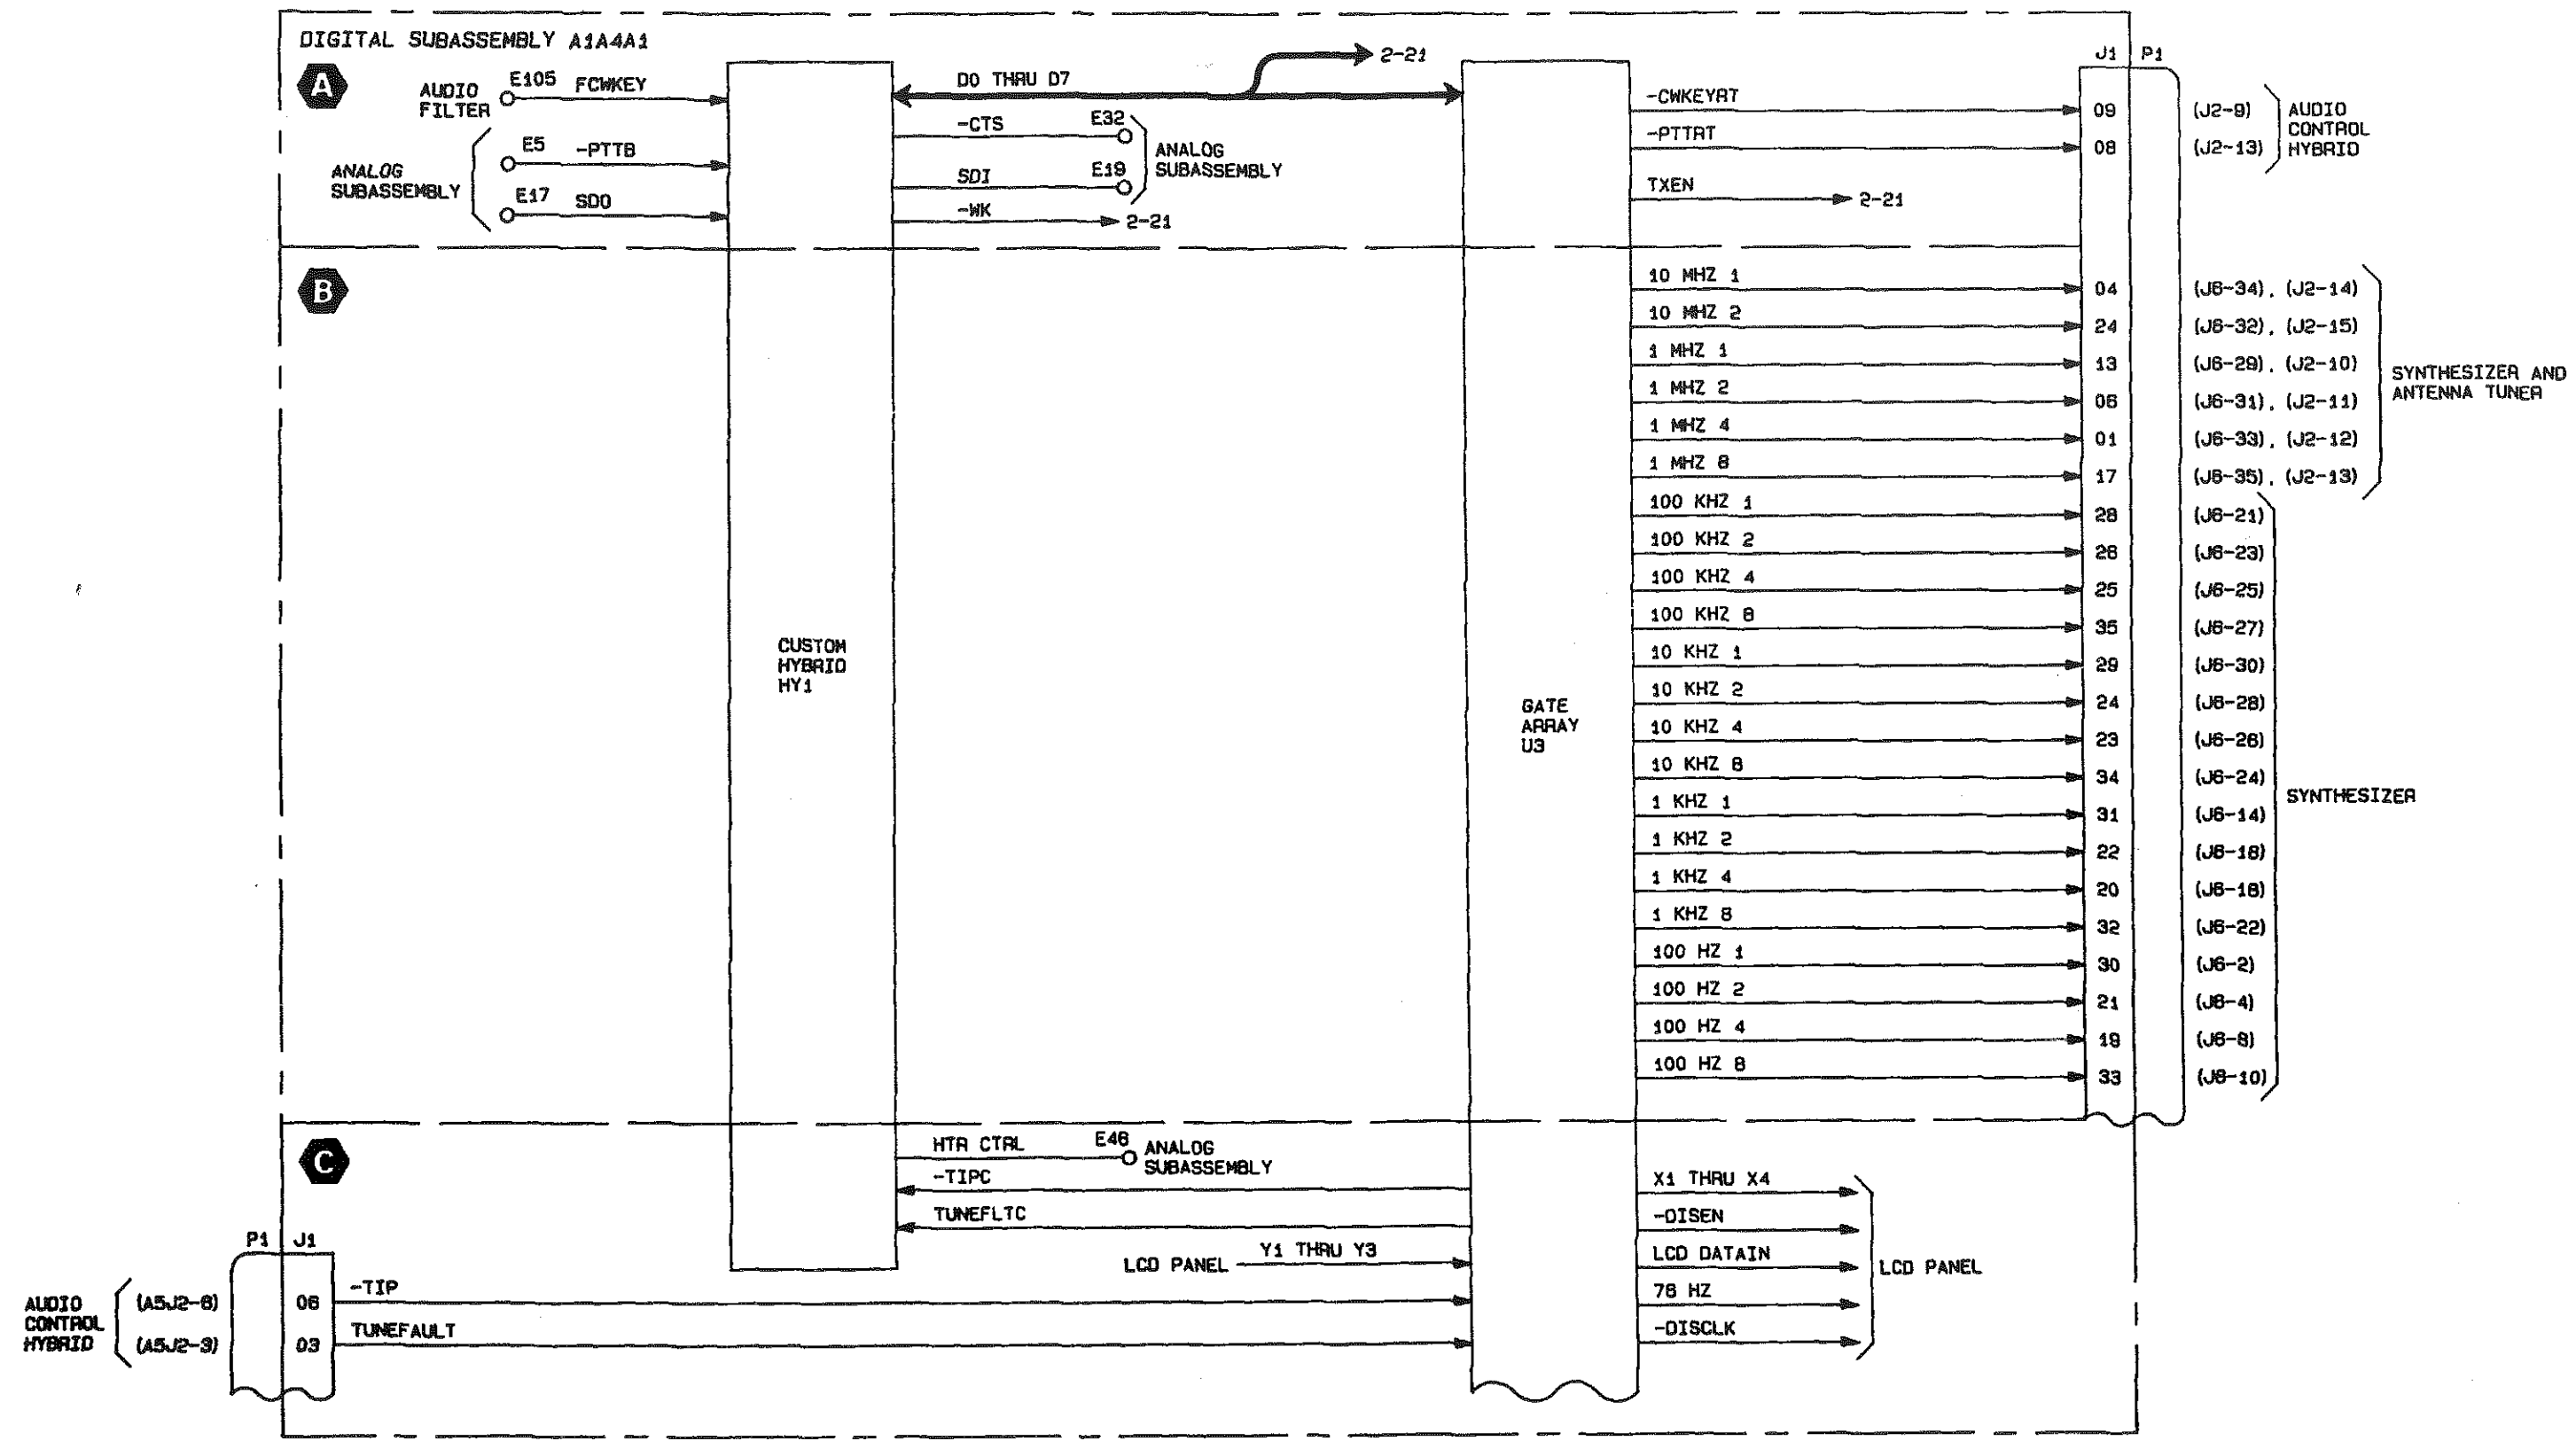 DIGITAL SUBASSEMBLY A1A4A1
J1 P1
A
AUDIO
FILTER
E105 FCWKEY
ANALOG
SUBASSEMBLY
E5 -PTTB
E17 SDO
D0 THRU D7
2-21
-CTS E32
SDI E19
ANALOG
SUBASSEMBLY
-WK 2-21
-CWKEYRT 09 (J2-9)
-PTTRT 08 (J2-13)
AUDIO
CONTROL
HYBRID
TXEN 2-21
B
CUSTOM
HYBRID
HY1
GATE
ARRAY
U3
10 MHZ 1 04 (J6-34), (J2-14)
10 MHZ 2 24 (J6-32), (J2-15)
1 MHZ 1 13 (J6-29), (J2-10)
1 MHZ 2 06 (J6-31), (J2-11)
1 MHZ 4 01 (J6-33), (J2-12)
1 MHZ 8 17 (J6-35), (J2-13)
SYNTHESIZER AND
ANTENNA TUNER
100 KHZ 1 28 (J6-21)
100 KHZ 2 26 (J6-23)
100 KHZ 4 25 (J6-25)
100 KHZ 8 35 (J6-27)
10 KHZ 1 29 (J6-30)
10 KHZ 2 24 (J6-28)
10 KHZ 4 23 (J6-26)
10 KHZ 8 34 (J6-24)
1 KHZ 1 31 (J6-14)
1 KHZ 2 22 (J6-16)
1 KHZ 4 20 (J6-18)
1 KHZ 8 32 (J6-22)
100 HZ 1 30 (J6-2)
100 HZ 2 21 (J6-4)
100 HZ 4 19 (J6-8)
100 HZ 8 33 (J6-10)
SYNTHESIZER
C
HTR CTRL E46
ANALOG
SUBASSEMBLY
-TIPC
TUNEFLTC
LCD PANEL Y1 THRU Y3
X1 THRU X4
-DISEN
LCD DATAIN
76 HZ
-DISCLK
LCD PANEL
P1 J1
AUDIO
CONTROL
HYBRID
(A5J2-6) 06 -TIP
(A5J2-3) 03 TUNEFAULT